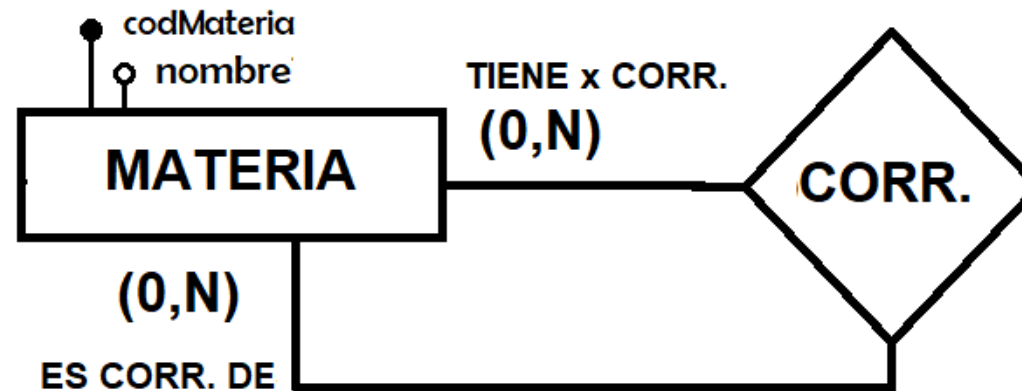 codMateria
nombre
TIENE x CORR.
(0,N)
MATERIA
CORR.
(0,N)
ES CORR. DE